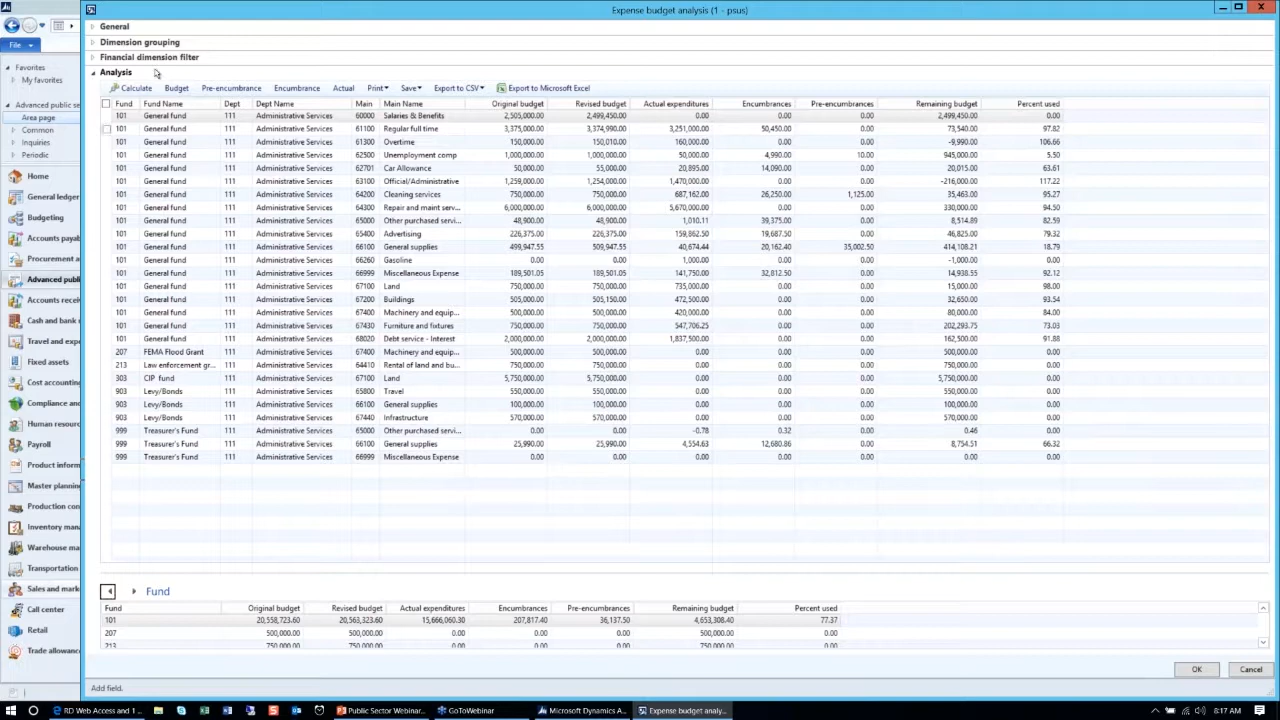 Expense budget analysis (1 - psus)
General
Dimension grouping
Financial dimension filter
Analysis
Calculate Budget Pre-encumbrance Encumbrance Actual Print Save Export to CSV Export to Microsoft Excel
Fund Fund Name Dept Dept Name Main Main Name Original budget Revised budget Actual expenditures Encumbrances Pre-encumbrances Remaining budget Percent used
101 General fund 111 Administrative Services 60000 Salaries & Benefits 2,505,000.00 2,499,450.00 0.00 0.00 0.00 2,499,450.00 0.00
101 General fund 111 Administrative Services 61100 Regular full time 3,375,000.00 3,374,990.00 3,251,000.00 50,450.00 0.00 73,540.00 97.82
101 General fund 111 Administrative Services 61300 Overtime 150,000.00 150,010.00 160,000.00 0.00 0.00 -9,990.00 106.66
101 General fund 111 Administrative Services 62500 Unemployment comp 1,000,000.00 1,000,000.00 50,000.00 4,990.00 10.00 945,000.00 5.50
101 General fund 111 Administrative Services 62701 Car Allowance 50,000.00 55,000.00 20,895.00 14,090.00 0.00 20,015.00 63.61
101 General fund 111 Administrative Services 63100 Official/Administrative 1,259,000.00 1,254,000.00 1,470,000.00 0.00 0.00 -216,000.00 117.22
101 General fund 111 Administrative Services 64200 Cleaning services 750,000.00 750,000.00 687,162.00 26,250.00 1,125.00 35,463.00 95.27
101 General fund 111 Administrative Services 64300 Repair and maint serv... 6,000,000.00 6,000,000.00 5,670,000.00 0.00 0.00 330,000.00 94.50
101 General fund 111 Administrative Services 65000 Other purchased servi... 48,900.00 48,900.00 1,010.11 39,375.00 0.00 8,514.89 82.59
101 General fund 111 Administrative Services 65400 Advertising 226,375.00 226,375.00 159,862.50 19,687.50 0.00 46,825.00 79.32
101 General fund 111 Administrative Services 66100 General supplies 499,947.55 509,947.55 40,674.44 20,162.40 35,002.50 414,108.21 18.79
101 General fund 111 Administrative Services 66260 Gasoline 0.00 0.00 1,000.00 0.00 0.00 -1,000.00 0.00
101 General fund 111 Administrative Services 66999 Miscellaneous Expense 189,501.05 189,501.05 141,750.00 32,812.50 0.00 14,938.55 92.12
101 General fund 111 Administrative Services 67100 Land 750,000.00 750,000.00 735,000.00 0.00 0.00 15,000.00 98.00
101 General fund 111 Administrative Services 67200 Buildings 505,000.00 505,150.00 472,500.00 0.00 0.00 32,650.00 93.54
101 General fund 111 Administrative Services 67400 Machinery and equip... 500,000.00 500,000.00 420,000.00 0.00 0.00 80,000.00 84.00
101 General fund 111 Administrative Services 67430 Furniture and fixtures 750,000.00 750,000.00 547,706.25 0.00 0.00 202,293.75 73.03
101 General fund 111 Administrative Services 68020 Debt service - Interest 2,000,000.00 2,000,000.00 1,837,500.00 0.00 0.00 162,500.00 91.88
207 FEMA Flood Grant 111 Administrative Services 67400 Machinery and equip... 500,000.00 500,000.00 0.00 0.00 0.00 500,000.00 0.00
213 Law enforcement gr... 111 Administrative Services 64410 Rental of land and bu... 750,000.00 750,000.00 0.00 0.00 0.00 750,000.00 0.00
303 CIP fund 111 Administrative Services 67100 Land 5,750,000.00 5,750,000.00 0.00 0.00 0.00 5,750,000.00 0.00
903 Levy/Bonds 111 Administrative Services 65800 Travel 550,000.00 550,000.00 0.00 0.00 0.00 550,000.00 0.00
903 Levy/Bonds 111 Administrative Services 66100 General supplies 100,000.00 100,000.00 0.00 0.00 0.00 100,000.00 0.00
903 Levy/Bonds 111 Administrative Services 67440 Infrastructure 570,000.00 570,000.00 0.00 0.00 0.00 570,000.00 0.00
999 Treasurer's Fund 111 Administrative Services 65000 Other purchased servi... 0.00 0.00 -0.78 0.32 0.00 0.46 0.00
999 Treasurer's Fund 111 Administrative Services 66100 General supplies 25,990.00 25,990.00 4,554.63 12,680.86 0.00 8,754.51 66.32
999 Treasurer's Fund 111 Administrative Services 66999 Miscellaneous Expense 0.00 0.00 0.00 0.00 0.00 0.00 0.00
Fund
Fund Original budget Revised budget Actual expenditures Encumbrances Pre-encumbrances Remaining budget Percent used
101 20,558,723.60 20,563,323.60 15,666,060.30 207,817.40 36,137.50 4,653,308.40 77.37
207 500,000.00 500,000.00 0.00 0.00 0.00 500,000.00 0.00
213 750,000.00 750,000.00 0.00 0.00 0.00 750,000.00 0.00
OK Cancel
Add field.
File
Favorites
My favorites
Advanced public se
Area page
Common
Inquiries
Periodic
Home
General ledger
Budgeting
Accounts payab
Procurement a
Advanced publi
Accounts recei
Cash and bank
Travel and expe
Fixed assets
Cost accounting
Compliance and
Human resourc
Payroll
Product inform
Master planning
Production con
Inventory mana
Warehouse ma
Transportation
Sales and marke
Call center
Retail
Trade allowanc
RD Web Access and 1 ... Public Sector Webinar... GoToWebinar Microsoft Dynamics A... Expense budget analy... 8:17 AM